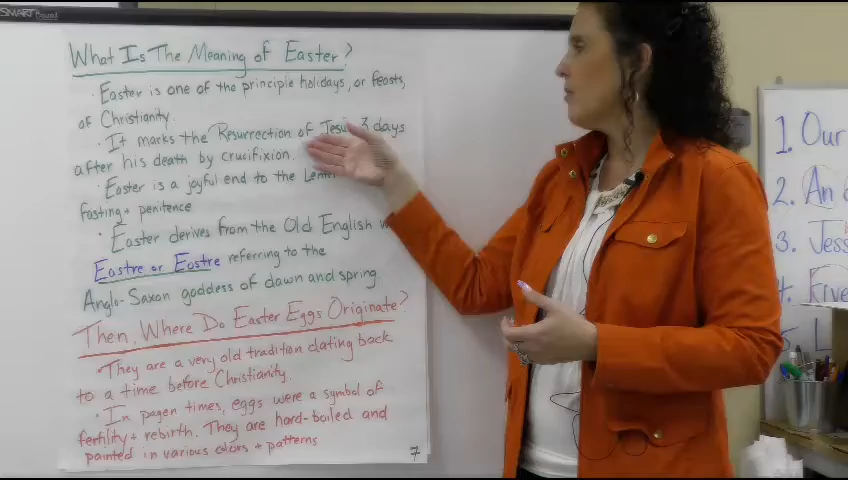 SMART Board
What Is The Meaning of Easter?
· Easter is one of the principle holidays, or feasts,
of Christianity.
· It marks the Resurrection of Jesus 3 days
after his death by crucifixion.
· Easter is a joyful end to the
fasting + penitence
· Easter derives from the Old English
Eastre or Eostre referring to the
Anglo-Saxon goddess of dawn and spring.
Then, Where Do Easter Eggs Originate?
· They are a very old tradition dating back
to a time before Christianity.
· In pagen times, eggs were a symbol of
fertility + rebirth. They are hard-boiled and
painted in various colors + patterns
7
1. Our
2. An
3. Jess
4. Five
5. L